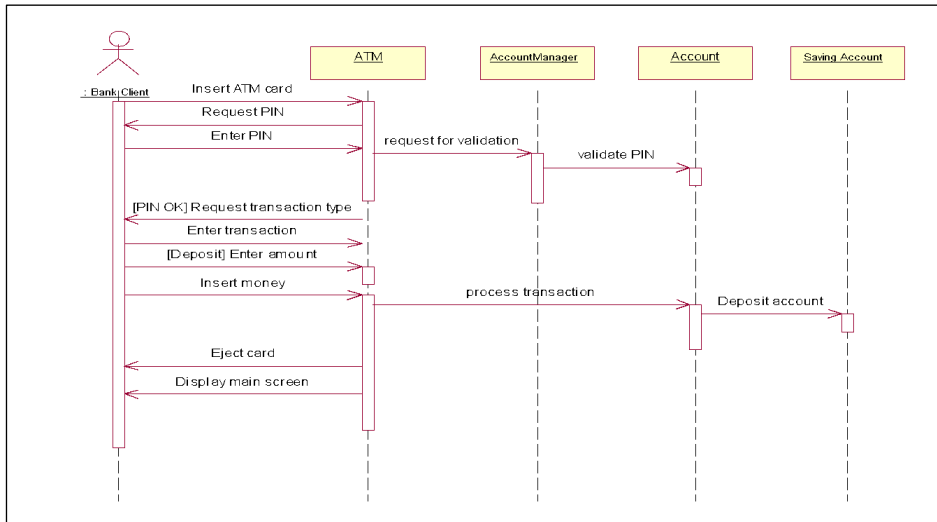 ATM
AccountManager
Account
Saving Account
: Bank Client
Insert ATM card
Request PIN
Enter PIN
request for validation
validate PIN
[PIN OK] Request transaction type
Enter transaction
[Deposit] Enter amount
Insert money
process transaction
Deposit account
Eject card
Display main screen